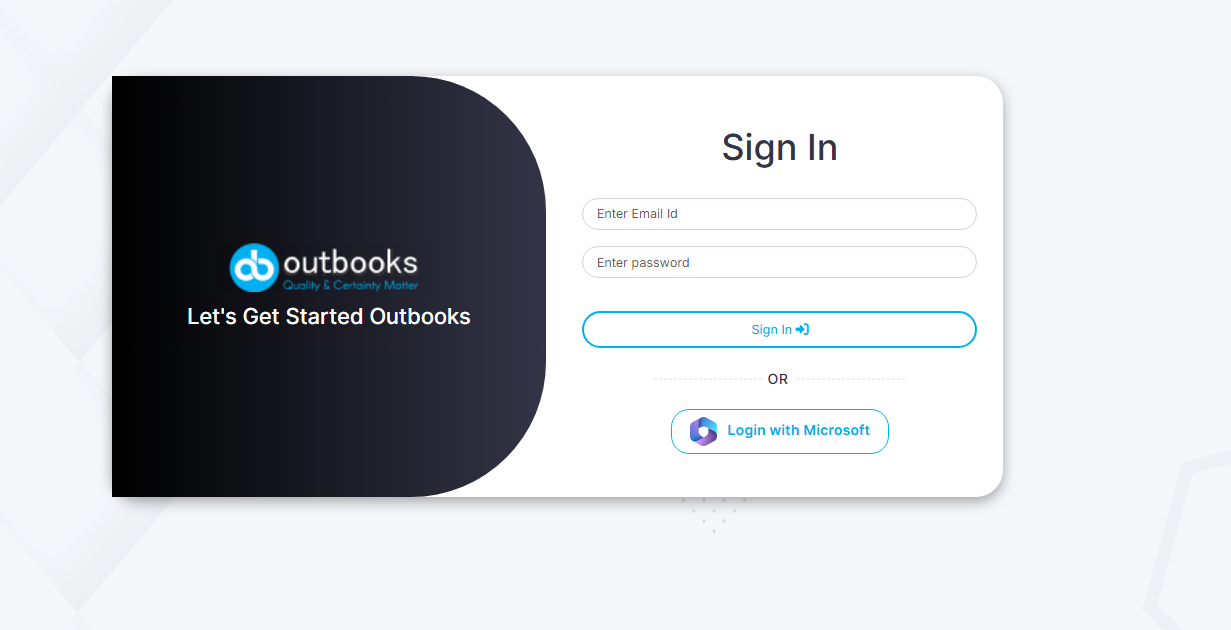 outbooks
Quality & Certainty Matter
Let's Get Started Outbooks
Sign In
Enter Email Id
Enter password
Sign In
OR
Login with Microsoft